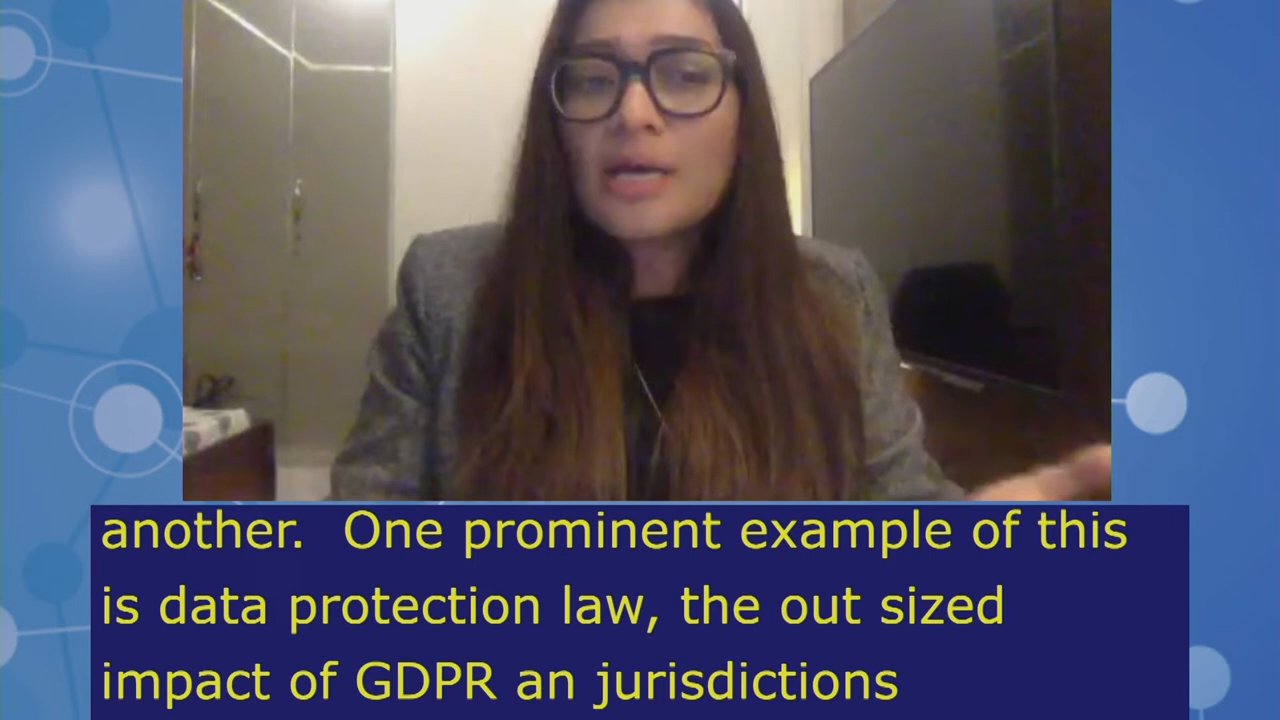 another.  One prominent example of this
is data protection law, the out sized
impact of GDPR an jurisdictions